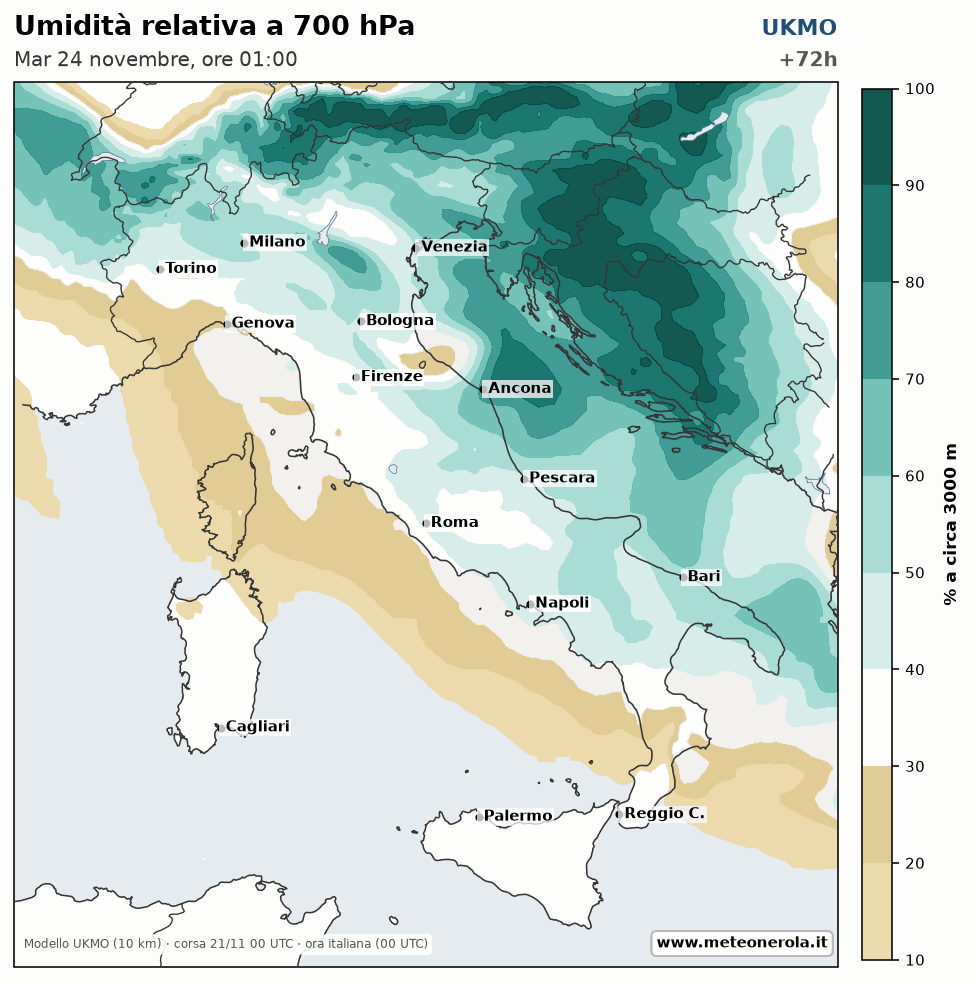 Umidità relativa a 700 hPa
UKMO
Mar 24 novembre, ore 01:00
+72h
Milano
Venezia
Torino
Genova
Bologna
Firenze
Ancona
Pescara
Roma
Bari
Napoli
Cagliari
Palermo
Reggio C.
Modello UKMO (10 km) · corsa 21/11 00 UTC · ora italiana (00 UTC)
www.meteonerola.it
100
90
80
70
60
50
40
30
20
10
% a circa 3000 m